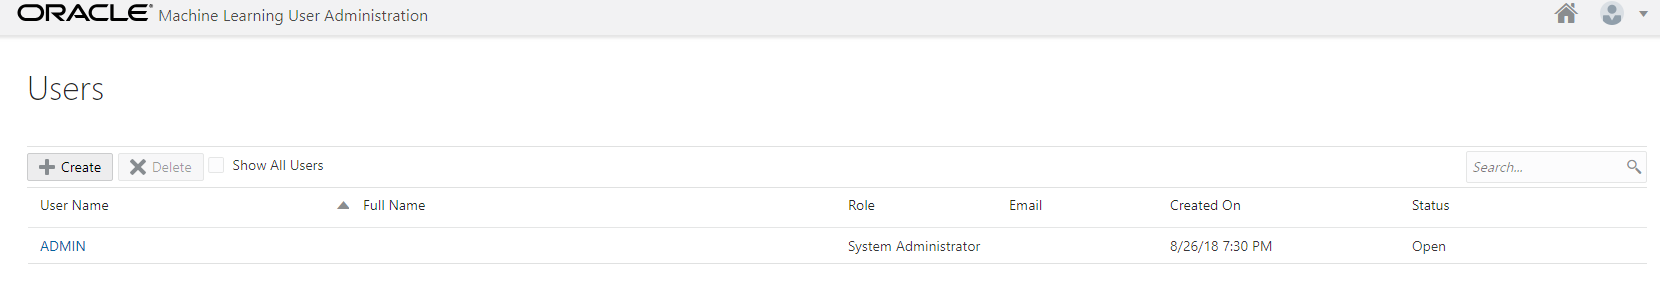 ORACLE® Machine Learning User Administration
Users
Create Delete Show All Users Search...
User Name Full Name Role Email Created On Status
ADMIN System Administrator 8/26/18 7:30 PM Open